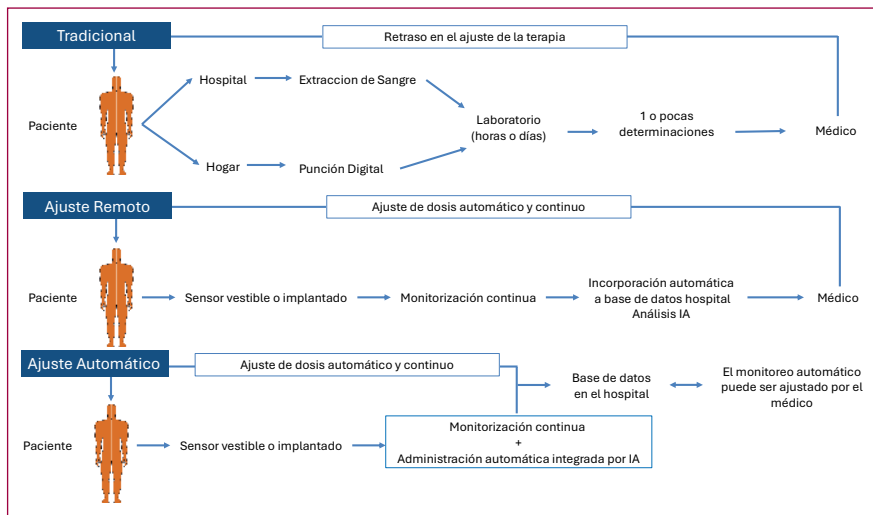 Tradicional
Retraso en el ajuste de la terapia
Paciente
Hospital
Extraccion de Sangre
Hogar
Punción Digital
Laboratorio
(horas o días)
1 o pocas
determinaciones
Médico
Ajuste Remoto
Ajuste de dosis automático y continuo
Paciente
Sensor vestible o implantado
Monitorización continua
Incorporación automática
a base de datos hospital
Análisis IA
Médico
Ajuste Automático
Ajuste de dosis automático y continuo
Base de datos
en el hospital
El monitoreo automático
puede ser ajustado por el
médico
Paciente
Sensor vestible o implantado
Monitorización continua
+
Administración automática integrada por IA